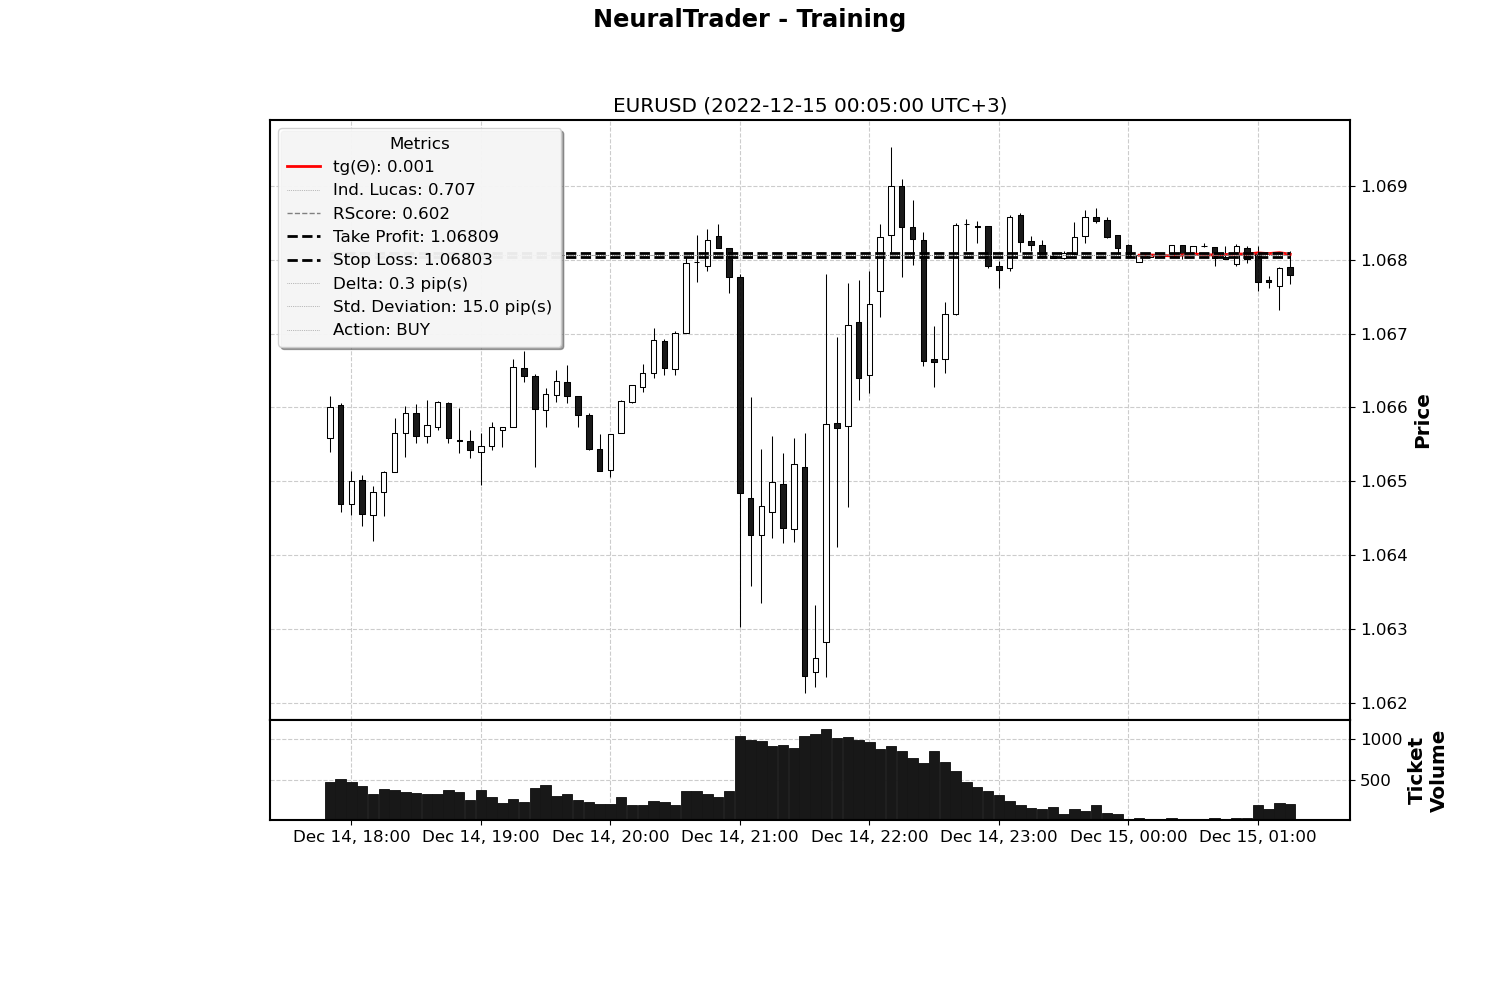 NeuralTrader - Training
EURUSD (2022-12-15 00:05:00 UTC+3)
Metrics
tg(Θ): 0.001
Ind. Lucas: 0.707
RScore: 0.602
Take Profit: 1.06809
Stop Loss: 1.06803
Delta: 0.3 pip(s)
Std. Deviation: 15.0 pip(s)
Action: BUY
1.069
1.068
1.067
1.066
1.065
1.064
1.063
1.062
Price
1000
500
Ticket
Volume
Dec 14, 18:00 Dec 14, 19:00 Dec 14, 20:00 Dec 14, 21:00 Dec 14, 22:00 Dec 14, 23:00 Dec 15, 00:00 Dec 15, 01:00